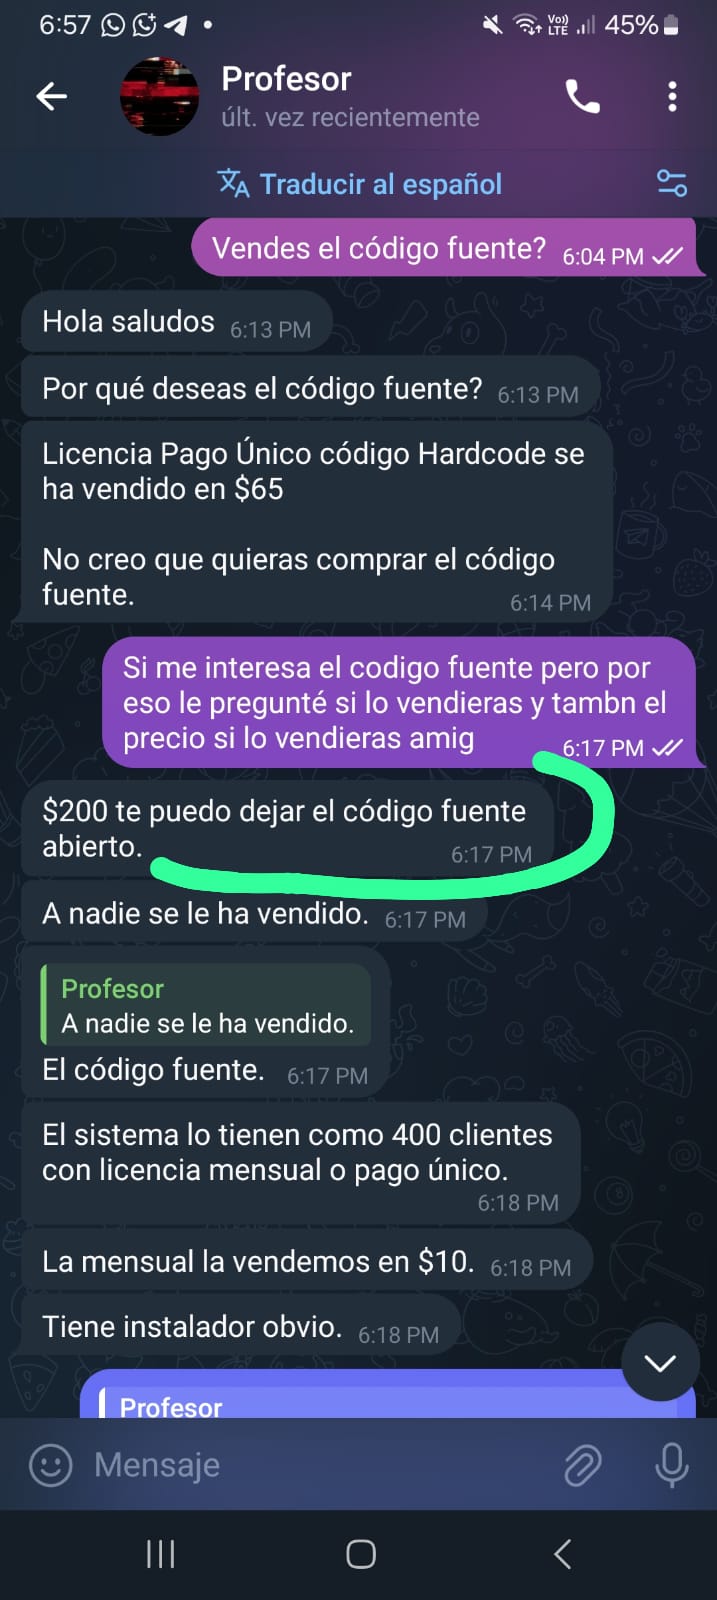 6:57
Vo))
LTE
45%
Profesor
últ. vez recientemente
Traducir al español
Vendes el código fuente? 6:04 PM
Hola saludos 6:13 PM
Por qué deseas el código fuente? 6:13 PM
Licencia Pago Único código Hardcode se
ha vendido en $65
No creo que quieras comprar el código
fuente. 6:14 PM
Si me interesa el codigo fuente pero por
eso le pregunté si lo vendieras y tambn el
precio si lo vendieras amig 6:17 PM
$200 te puedo dejar el código fuente
abierto. 6:17 PM
A nadie se le ha vendido. 6:17 PM
Profesor
A nadie se le ha vendido.
El código fuente. 6:17 PM
El sistema lo tienen como 400 clientes
con licencia mensual o pago único.
6:18 PM
La mensual la vendemos en $10. 6:18 PM
Tiene instalador obvio. 6:18 PM
Profesor
Mensaje